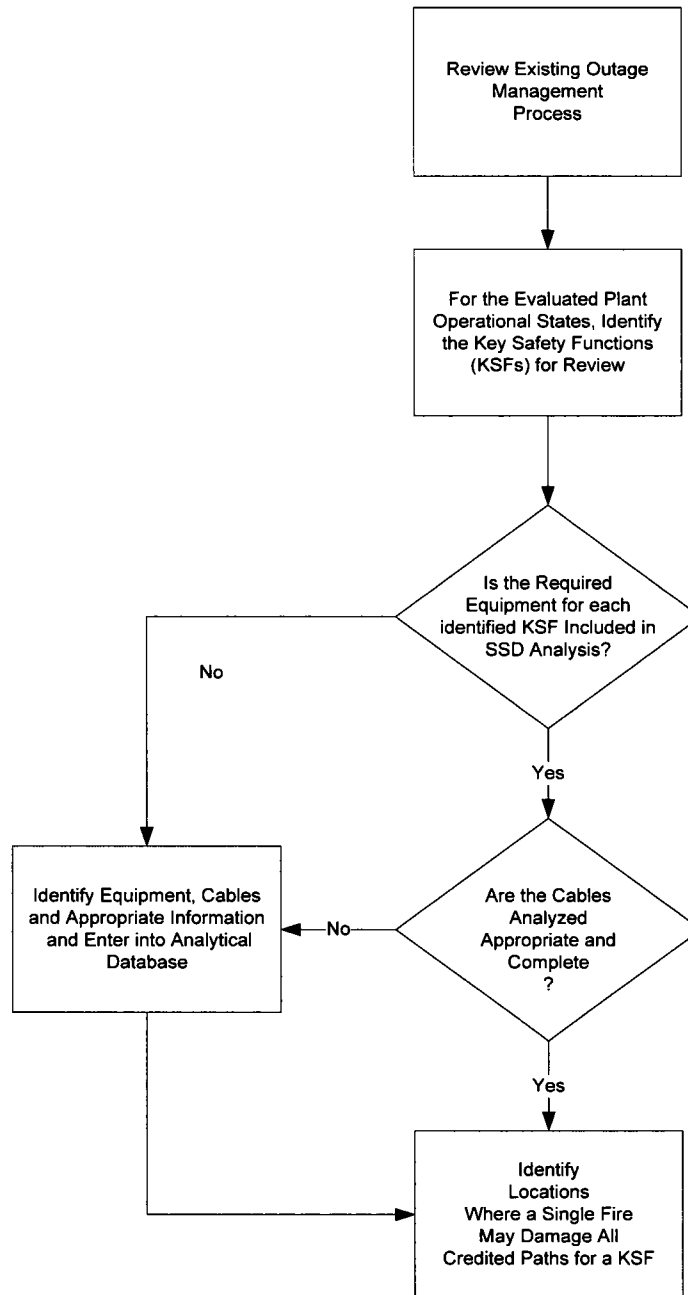 Review Existing Outage
Management
Process
For the Evaluated Plant
Operational States, Identify
the Key Safety Functions
(KSFs) for Review
Is the Required
Equipment for each
identified KSF Included in
SSD Analysis?
No
Yes
Identify Equipment, Cables
and Appropriate Information
and Enter into Analytical
Database
No
Are the Cables
Analyzed
Appropriate and
Complete
?
Yes
Identify
Locations
Where a Single Fire
May Damage All
Credited Paths for a KSF